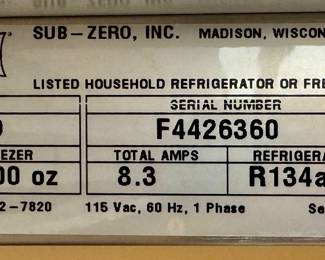 SUB-ZERO, INC. MADISON, WISCON
LISTED HOUSEHOLD REFRIGERATOR OR FRE
SERIAL NUMBER
F4426360
EZER TOTAL AMPS REFRIGERA
00 oz 8.3 R134a
2-7820 115 Vac, 60 Hz, 1 Phase Se